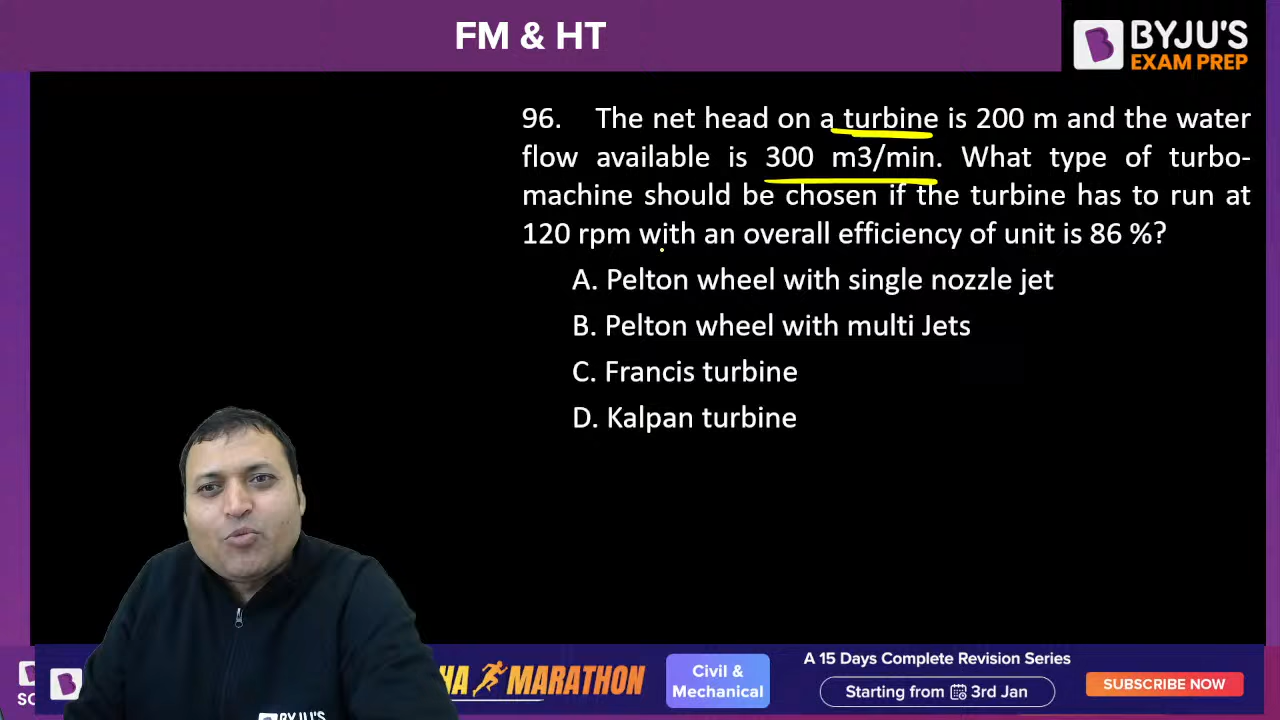 FM & HT
BYJU'S
EXAM PREP
96. The net head on a turbine is 200 m and the water
flow available is 300 m3/min. What type of turbo-
machine should be chosen if the turbine has to run at
120 rpm with an overall efficiency of unit is 86 %?
A. Pelton wheel with single nozzle jet
B. Pelton wheel with multi Jets
C. Francis turbine
D. Kalpan turbine
HA MARATHON
Civil &
Mechanical
A 15 Days Complete Revision Series
Starting from 3rd Jan
SUBSCRIBE NOW
BYJU'S